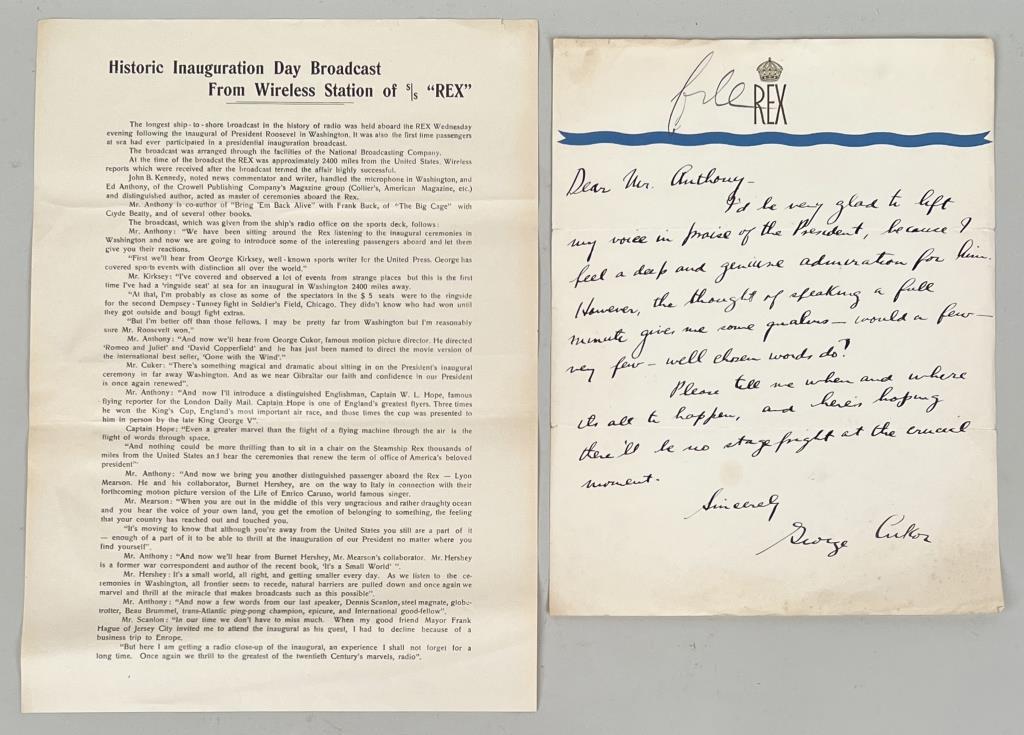 Historic Inauguration Day Broadcast
From Wireless Station of s/s "REX"
The longest ship-to-shore broadcast in the history of radio was held aboard the REX Wednesday
evening following the inaugural of President Roosevel in Washington. It was also the first time passengers
at sea had ever participated in a presidential inauguration broadcast.
The broadcast was arranged through the facilities of the National Broadcasting Company.
At the time of the broadcst the REX was approximately 2400 miles from the United States. Wireless
reports which were received after the broadcast termed the affair highly successful.
John B. Kennedy, noted news commentator and writer, handled the microphone in Washington, and
Ed Anthony, of the Crowell Publishing Company's Magazine group (Collier's, American Magazine, etc.)
and distinguished author, acted as master of ceremonies aboard the Rex.
Mr. Anthony is co-author of "Bring 'Em Back Alive" with Frank Buck, of "The Big Cage" with
Clyde Beatty, and of several other books.
The broadcast, which was given from the ship's radio office on the sports deck, follows:
Mr. Anthony: "We have been sitting around the Rex listening to the inaugural ceremonies in
Washington and now we are going to introduce some of the interesting passengers aboard and let them
give you their reactions.
"First we'll hear from George Kirksey, well-known sports writer for the United Press. George has
covered sports events with distinction all over the world."
Mr. Kirksey: "I've covered and observed a lot of events from strange places but this is the first
time I've had a 'ringside seat' at sea for an inaugural in Washington 2400 miles away.
"At that, I'm probably as close as some of the spectators in the $ 5 seats were to the ringside
for the second Dempsey-Tunney fight in Soldier's Field, Chicago. They didn't know who had won until
they got outside and bougt fight extras.
"But I'm better off than those fellows. I may be pretty far from Washington but I'm reasonably
sure Mr. Roosevelt won."
Mr. Anthony: "And now we'll hear from George Cukor, famous motion picture director. He directed
'Romeo and Juliet' and 'David Copperfield' and he has just been named to direct the movie version of
the international best seller, 'Gone with the Wind'."
Mr. Cuker: "There's something magical and dramatic about sitting in on the President's inaugural
ceremony in far away Washington. And as we near Gibraltar our faith and confidence in our President
is once again renewed".
Mr. Anthony: "And now I'll introduce a distinguished Englishman, Captain W. L. Hope, famous
flying reporter for the London Daily Mail. Captain Hope is one of England's greatest flyers. Three times
he won the King's Cup, England's most important air race, and those times the cup was presented to
him in person by the late King George V".
Captain Hope: "Even a greater marvel than the flight of a flying machine through the air is the
flight of words through space.
"And nothing could be more thrilling than to sit in a chair on the Steamship Rex thousands of
miles from the United States and hear the ceremonies that renew the term of office of America's beloved
president"
Mr. Anthony: "And now we bring you another distinguished passenger aboard the Rex — Lyon
Mearson. He and his collaborator, Burnet Hershey, are on the way to Italy in connection with their
forthcoming motion picture version of the Life of Enrico Caruso, world famous singer.
Mr. Mearson: "When you are out in the middle of this very ungracious and rather draughty ocean
and you hear the voice of your own land, you get the emotion of belonging to something, the feeling
that your country has reached out and touched you.
"It's moving to know that although you're away from the United States you still are a part of it
— enough of a part of it to be able to thrill at the inauguration of our President no matter where you
find yourself".
Mr. Anthony: "And now we'll hear from Burnet Hershey, Mr. Mearson's collaborator. Mr. Hershey
is a former war correspondent and author of the recent book, 'It's a Small World' ".
Mr. Hershey: It's a small world, all right, and getting smaller every day. As we listen to the ce-
remonies in Washington, all frontier seem to recede, natural barriers are pulled down and once again we
marvel and thrill at the miracle that makes broadcasts such as this possible".
Mr. Anthony: "And now a few words from our last speaker, Dennis Scanlon, steel magnate, globe-
trotter, Beau Brummel, trans-Atlantic ping-pong champion, epicure, and International good-fellow".
Mr. Scanlon: "In our time we don't have to miss much. When my good friend Mayor Frank
Hague of Jersey City invited me to attend the inaugural as his guest, I had to decline because of a
business trip to Enrope.
"But here I am getting a radio close-up of the inaugural, an experience I shall not forget for a
long time. Once again we thrill to the greatest of the twentieth Century's marvels, radio".
file
REX
Dear Mr. Anthony—
I'd be very glad to lift
my voice in praise of the President, because I
feel a deep and genuine admiration for him.
However, the thought of speaking a full
minute gives me some qualms— would a few—
very few— well chosen words do?
Please tell me when and where
its all to happen, and here's hoping
there'll be no stage fright at the crucial
moment.
Sincerely
George Cukor